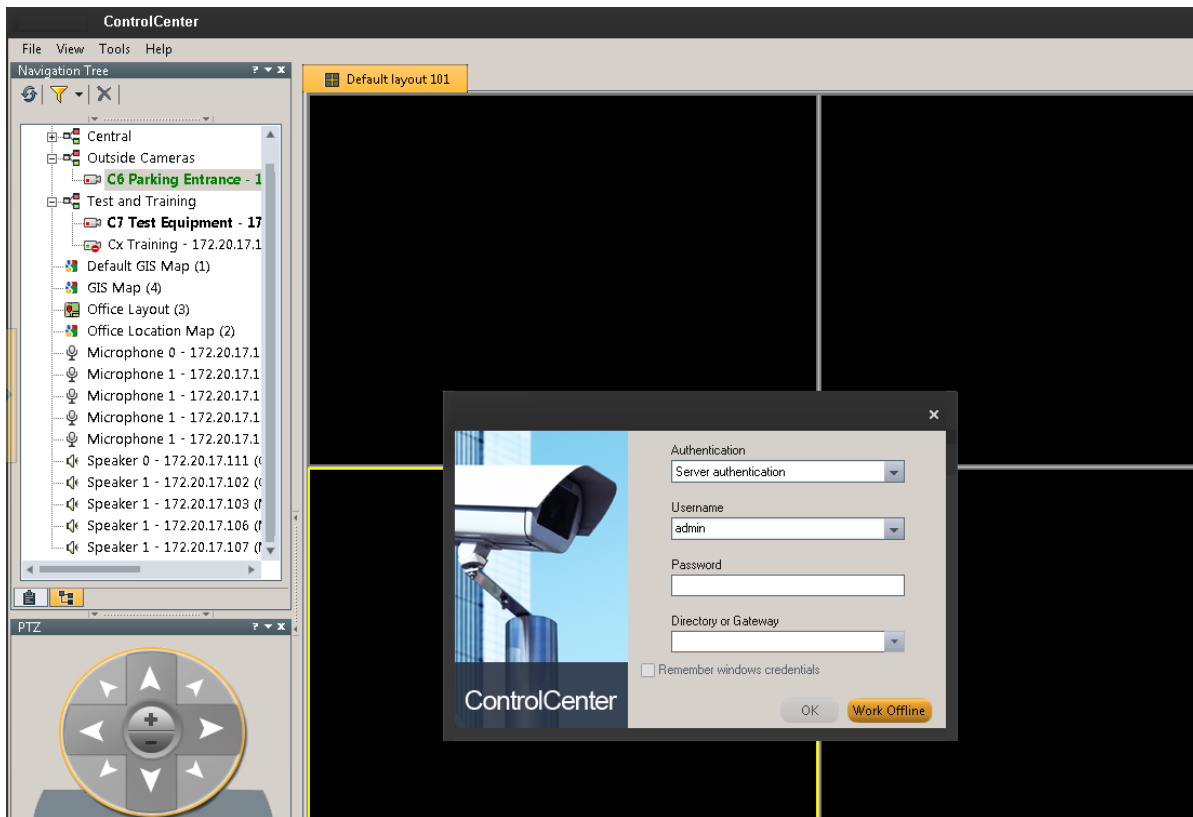 ControlCenter
File View Tools Help
Navigation Tree
Default layout 101
Central
Outside Cameras
C6 Parking Entrance - 1
Test and Training
C7 Test Equipment - 17
Cx Training - 172.20.17.1
Default GIS Map (1)
GIS Map (4)
Office Layout (3)
Office Location Map (2)
Microphone 0 - 172.20.17.1
Microphone 1 - 172.20.17.1
Microphone 1 - 172.20.17.1
Microphone 1 - 172.20.17.1
Microphone 1 - 172.20.17.1
Speaker 0 - 172.20.17.111 (
Speaker 1 - 172.20.17.102 (
Speaker 1 - 172.20.17.103 (
Speaker 1 - 172.20.17.106 (
Speaker 1 - 172.20.17.107 (
PTZ
Authentication
Server authentication
Username
admin
Password
Directory or Gateway
Remember windows credentials
ControlCenter
OK
Work Offline